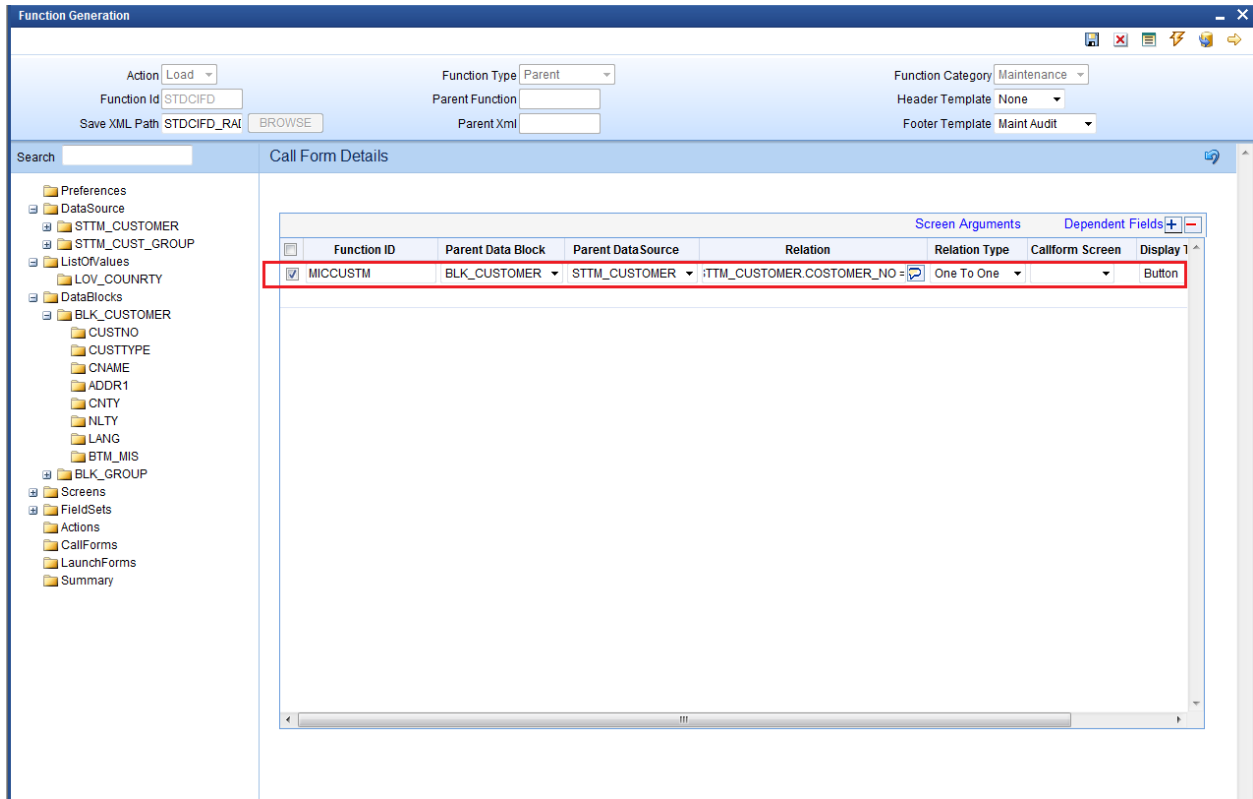 Function Generation
Action Load Function Type Parent Function Category Maintenance
Function Id STDCIFD Parent Function Header Template None
Save XML Path STDCIFD_RAD BROWSE Parent Xml Footer Template Maint Audit
Search Call Form Details
Preferences
DataSource
STTM_CUSTOMER
STTM_CUST_GROUP
ListOfValues
LOV_COUNRTY
DataBlocks
BLK_CUSTOMER
CUSTNO
CUSTTYPE
CNAME
ADDR1
CNTY
NLTY
LANG
BTM_MIS
BLK_GROUP
Screens
FieldSets
Actions
CallForms
LaunchForms
Summary
Screen Arguments Dependent Fields
Function ID Parent Data Block Parent DataSource Relation Relation Type Callform Screen Display T
MICCUSTM BLK_CUSTOMER STTM_CUSTOMER STTM_CUSTOMER.COSTOMER_NO = One To One Button